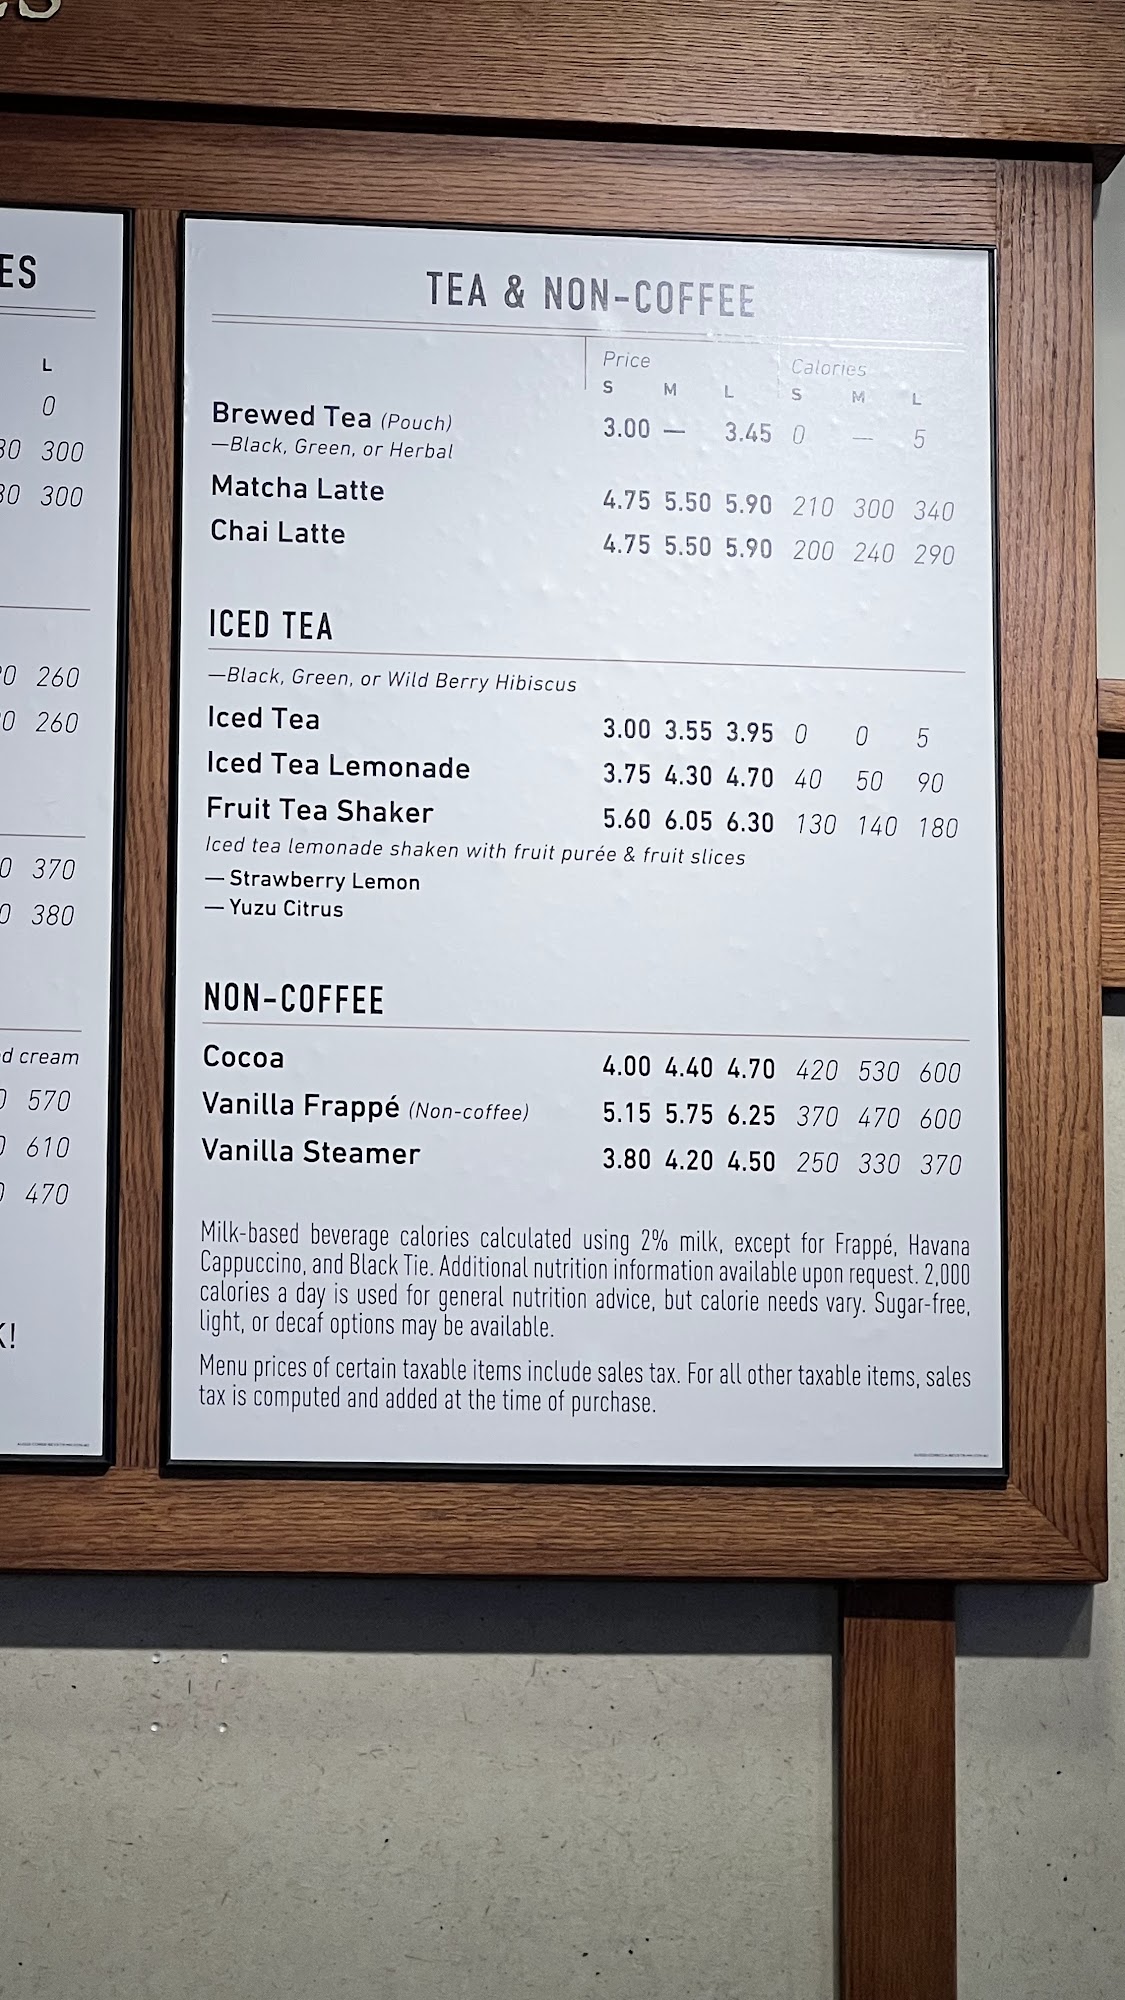 ES
L
0
300
300
260
260
370
380
d cream
570
610
470
!
TEA & NON-COFFEE
Price Calories
S M L S M L
Brewed Tea (Pouch) 3.00 — 3.45 0 — 5
—Black, Green, or Herbal
Matcha Latte 4.75 5.50 5.90 210 300 340
Chai Latte 4.75 5.50 5.90 200 240 290
ICED TEA
—Black, Green, or Wild Berry Hibiscus
Iced Tea 3.00 3.55 3.95 0 0 5
Iced Tea Lemonade 3.75 4.30 4.70 40 50 90
Fruit Tea Shaker 5.60 6.05 6.30 130 140 180
Iced tea lemonade shaken with fruit purée & fruit slices
— Strawberry Lemon
— Yuzu Citrus
NON-COFFEE
Cocoa 4.00 4.40 4.70 420 530 600
Vanilla Frappé (Non-coffee) 5.15 5.75 6.25 370 470 600
Vanilla Steamer 3.80 4.20 4.50 250 330 370
Milk-based beverage calories calculated using 2% milk, except for Frappé, Havana
Cappuccino, and Black Tie. Additional nutrition information available upon request. 2,000
calories a day is used for general nutrition advice, but calorie needs vary. Sugar-free,
light, or decaf options may be available.
Menu prices of certain taxable items include sales tax. For all other taxable items, sales
tax is computed and added at the time of purchase.